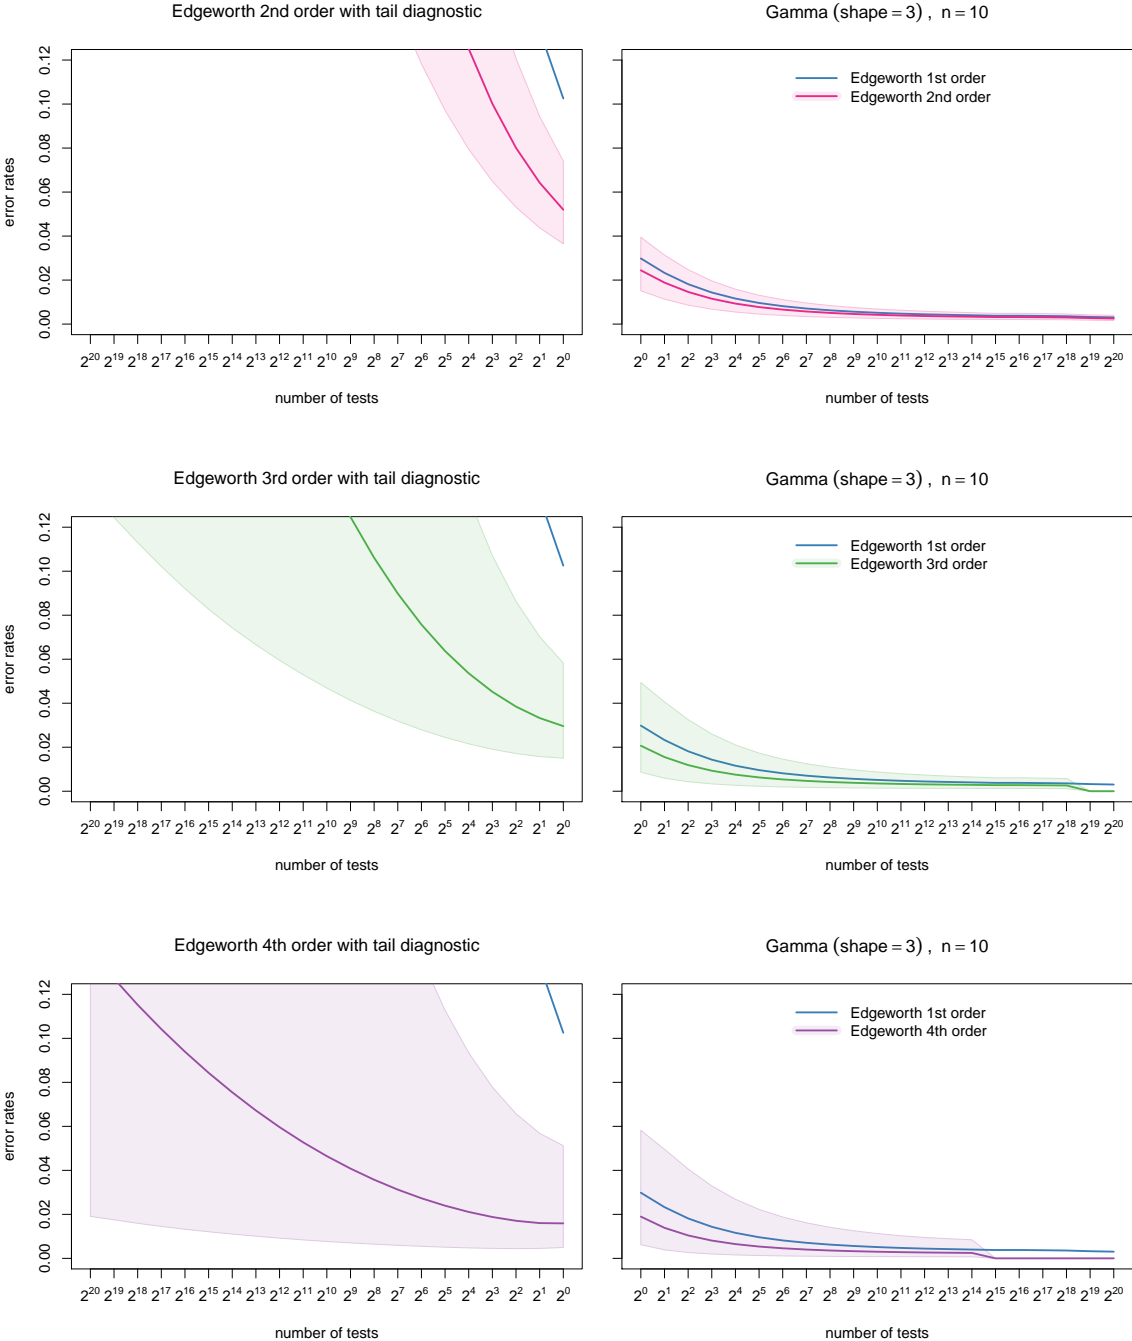 Edgeworth 2nd order with tail diagnostic
Gamma (shape = 3) , n = 10
error rates
0.12
0.10
0.08
0.06
0.04
0.02
0.00
Edgeworth 1st order
Edgeworth 2nd order
2^20 2^19 2^18 2^17 2^16 2^15 2^14 2^13 2^12 2^11 2^10 2^9 2^8 2^7 2^6 2^5 2^4 2^3 2^2 2^1 2^0
2^0 2^1 2^2 2^3 2^4 2^5 2^6 2^7 2^8 2^9 2^10 2^11 2^12 2^13 2^14 2^15 2^16 2^17 2^18 2^19 2^20
number of tests
number of tests
Edgeworth 3rd order with tail diagnostic
Gamma (shape = 3) , n = 10
error rates
0.12
0.10
0.08
0.06
0.04
0.02
0.00
Edgeworth 1st order
Edgeworth 3rd order
2^20 2^19 2^18 2^17 2^16 2^15 2^14 2^13 2^12 2^11 2^10 2^9 2^8 2^7 2^6 2^5 2^4 2^3 2^2 2^1 2^0
2^0 2^1 2^2 2^3 2^4 2^5 2^6 2^7 2^8 2^9 2^10 2^11 2^12 2^13 2^14 2^15 2^16 2^17 2^18 2^19 2^20
number of tests
number of tests
Edgeworth 4th order with tail diagnostic
Gamma (shape = 3) , n = 10
error rates
0.12
0.10
0.08
0.06
0.04
0.02
0.00
Edgeworth 1st order
Edgeworth 4th order
2^20 2^19 2^18 2^17 2^16 2^15 2^14 2^13 2^12 2^11 2^10 2^9 2^8 2^7 2^6 2^5 2^4 2^3 2^2 2^1 2^0
2^0 2^1 2^2 2^3 2^4 2^5 2^6 2^7 2^8 2^9 2^10 2^11 2^12 2^13 2^14 2^15 2^16 2^17 2^18 2^19 2^20
number of tests
number of tests